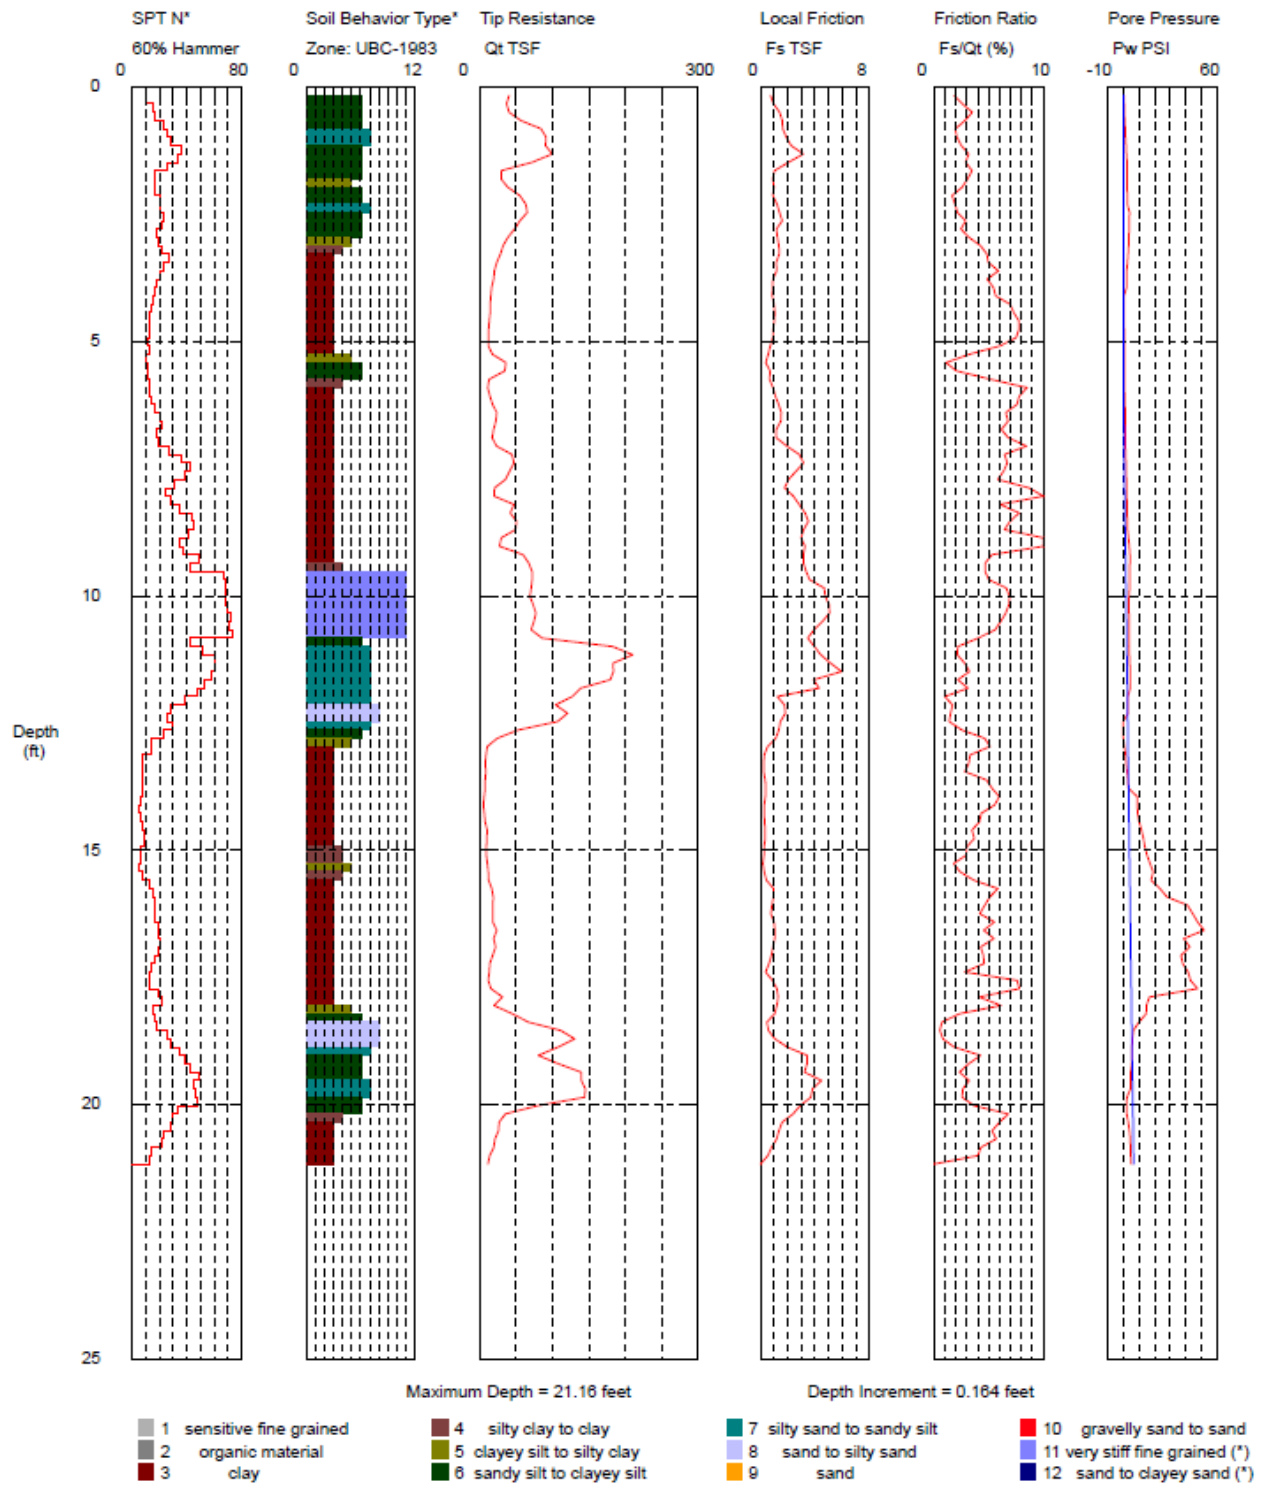 SPT N* Soil Behavior Type* Tip Resistance Local Friction Friction Ratio Pore Pressure
60% Hammer Zone: UBC-1983 Qt TSF Fs TSF Fs/Qt (%) Pw PSI
0 80 0 12 0 300 0 8 0 10 -10 60
0
5
10
Depth
(ft)
15
20
25
Maximum Depth = 21.16 feet Depth Increment = 0.164 feet
1 sensitive fine grained 4 silty clay to clay 7 silty sand to sandy silt 10 gravelly sand to sand
2 organic material 5 clayey silt to silty clay 8 sand to silty sand 11 very stiff fine grained (*)
3 clay 6 sandy silt to clayey silt 9 sand 12 sand to clayey sand (*)